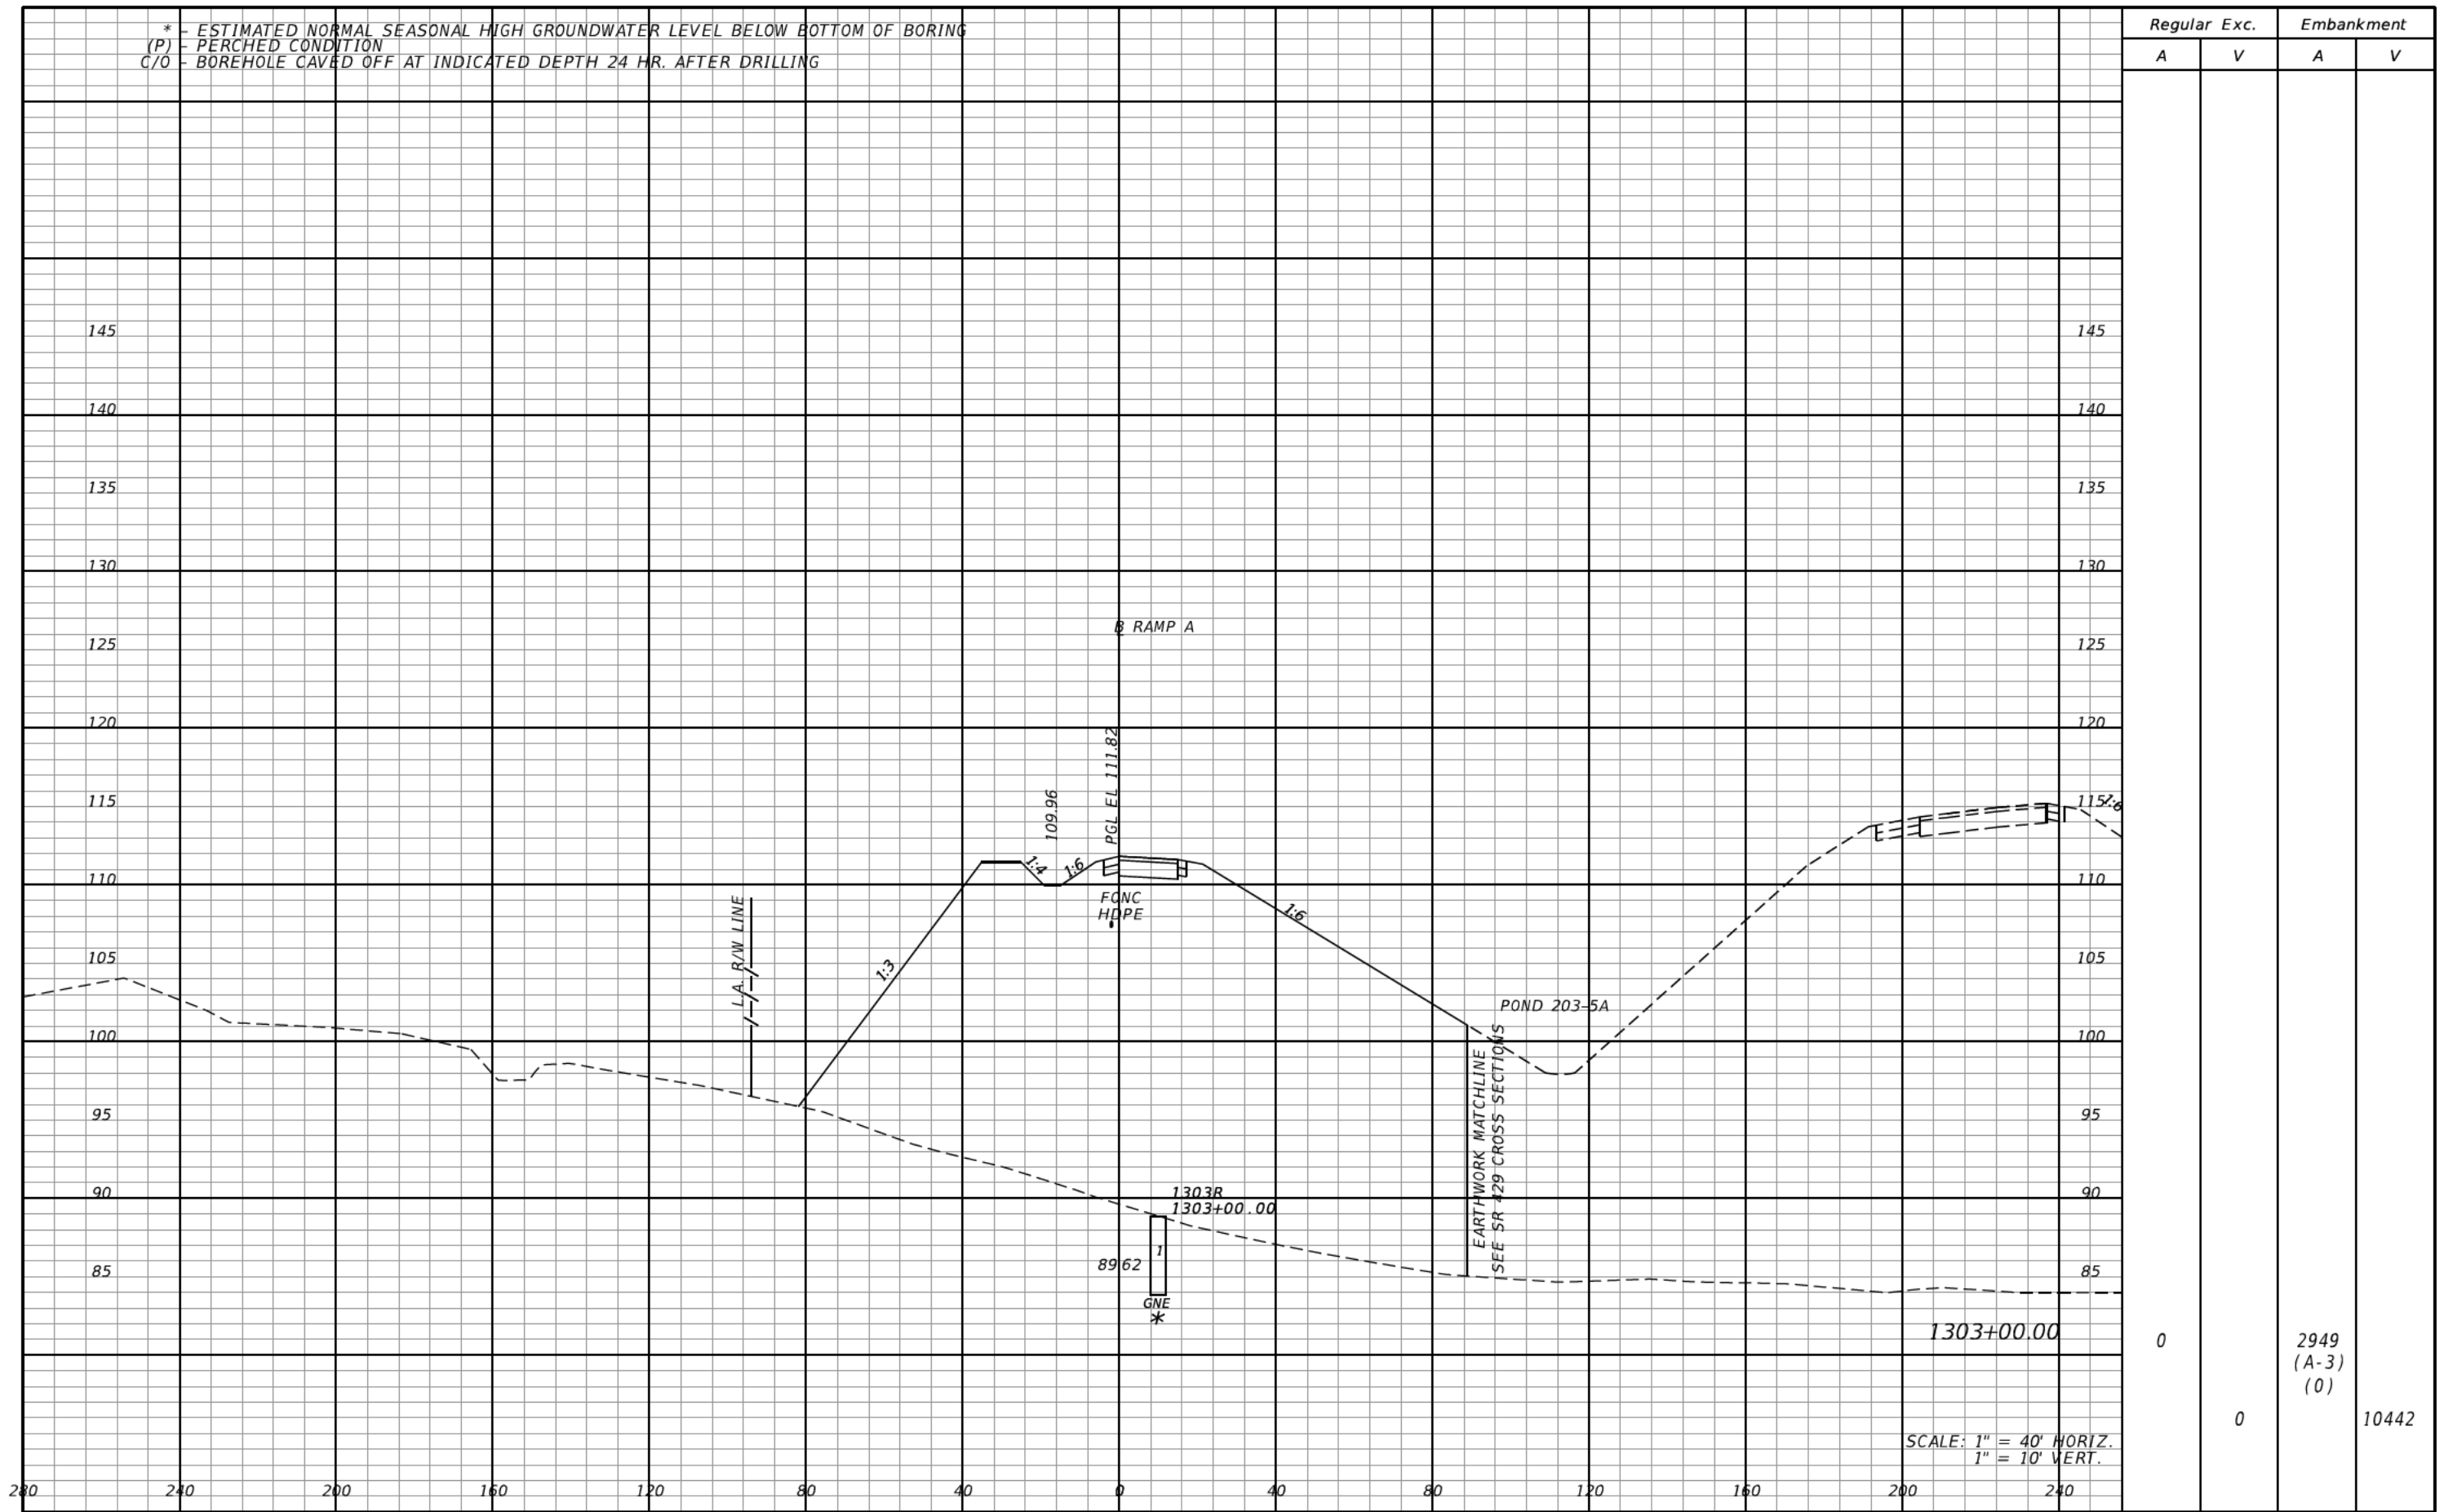 * - ESTIMATED NORMAL SEASONAL HIGH GROUNDWATER LEVEL BELOW BOTTOM OF BORING
(P) - PERCHED CONDITION
C/O - BOREHOLE CAVED OFF AT INDICATED DEPTH 24 HR. AFTER DRILLING
Regular Exc. Embankment
A V A V
145 145
140 140
135 135
130 130
B RAMP A
125 125
120 120
PGL EL 111.82
109.96
115 115
1:6
1:4 1:6
110 110
FONC
HDPE
1:6
L.A. R/W LINE
1:3
105 105
POND 203-5A
100 100
EARTHWORK MATCHLINE
SEE SR 429 CROSS SECTIONS
95 95
90 90
1303R
1303+00.00
1
89.62
85 85
GNE
*
1303+00.00
0 2949
(A-3)
(0)
0 10442
SCALE: 1" = 40' HORIZ.
1" = 10' VERT.
280 240 200 160 120 80 40 0 40 80 120 160 200 240